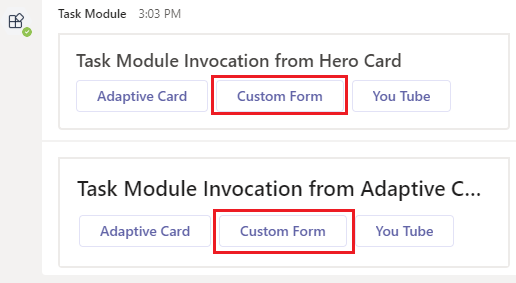 Task Module 3:03 PM
Task Module Invocation from Hero Card
Adaptive Card Custom Form You Tube
Task Module Invocation from Adaptive C...
Adaptive Card Custom Form You Tube